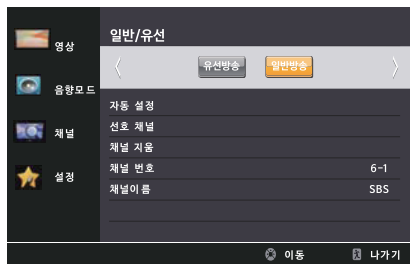 영상
음향모드
채널
설정
일반/유선
유선방송 일반방송
자동 설정
선호 채널
채널 지움
채널 번호 6-1
채널이름 SBS
이동 나가기